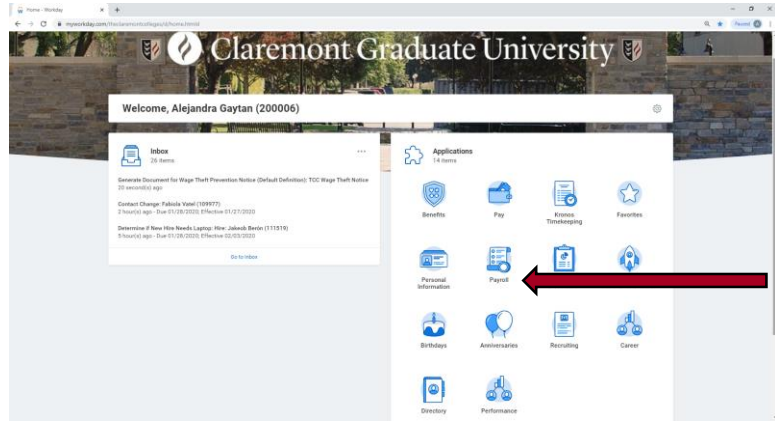 Home - Workday
myworkday.com/theclaremontcolleges/d/home.htmld
Paused
Claremont Graduate University
Welcome, Alejandra Gaytan (200006)
Inbox
26 items
Generate Document for Wage Theft Prevention Notice (Default Definition): TCC Wage Theft Notice
20 second(s) ago
Contact Change: Fabiola Vatel (109977)
2 hour(s) ago - Due 01/28/2020; Effective 01/27/2020
Determine if New Hire Needs Laptop: Hire: Jakeob Berón (111519)
5 hour(s) ago - Due 01/31/2020; Effective 02/03/2020
Go to Inbox
Applications
14 items
Benefits
Pay
Kronos
Timekeeping
Favorites
Personal
Information
Payroll
Birthdays
Anniversaries
Recruiting
Career
Directory
Performance